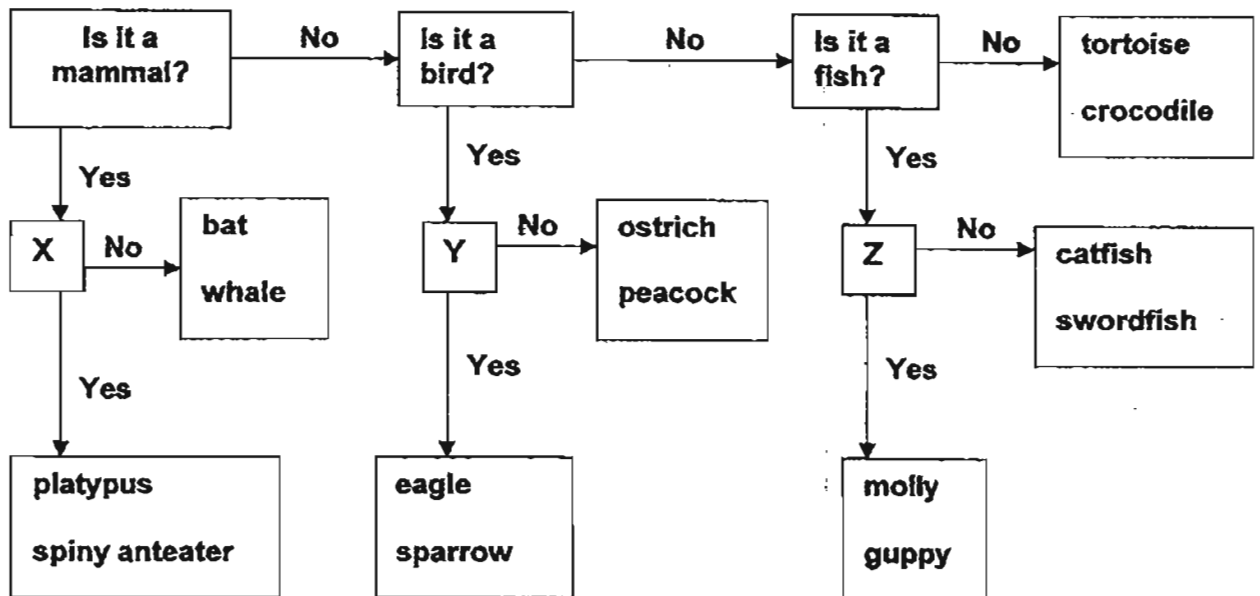 Is it a
mammal?
No
Is it a
bird?
No
Is it a
fish?
No
tortoise
crocodile
Yes
Yes
Yes
X
No
bat
whale
Y
No
ostrich
peacock
Z
No
catfish
swordfish
Yes
Yes
Yes
platypus
spiny anteater
eagle
sparrow
molly
guppy